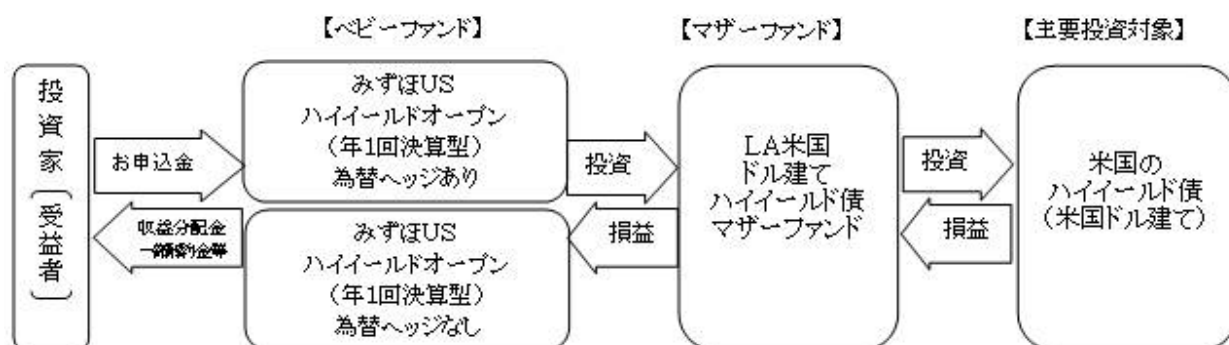 【ベビーファンド】
【マザーファンド】
【主要投資対象】
投資家(受益者)
お申込金
収益分配金
一部解約金等
みずほUS
ハイイールドオープン
(年1回決算型)
為替ヘッジあり
みずほUS
ハイイールドオープン
(年1回決算型)
為替ヘッジなし
投資
損益
LA米国
ドル建て
ハイイールド債
マザーファンド
投資
損益
米国の
ハイイールド債
(米国ドル建て)